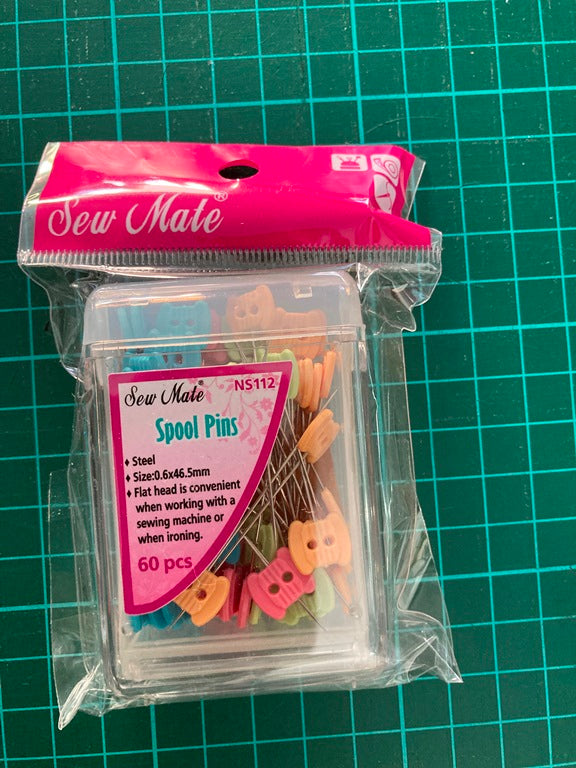 Sew Mate®
Sew Mate®
NS112
Spool Pins
♦ Steel
♦ Size:0.6x46.5mm
♦ Flat head is convenient
when working with a
sewing machine or
when ironing.
60 pcs